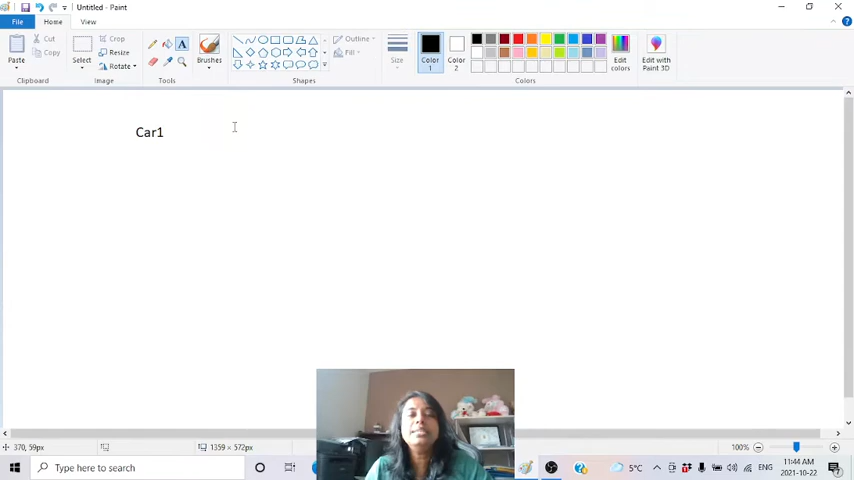 Untitled - Paint
File Home View
Paste
Cut
Copy
Clipboard
Select
Crop
Resize
Rotate
Image
Tools
Brushes
Shapes
Outline
Fill
Size
Color 1
Color 2
Edit colors
Colors
Edit with Paint 3D
Car1
370, 59px
1359 × 572px
100%
Type here to search
5°C
ENG
11:44 AM
2021-10-22